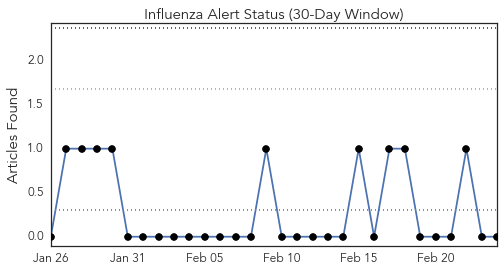 Influenza Alert Status (30-Day Window)
Articles Found
2.0
1.5
1.0
0.5
0.0
Jan 26 Jan 31 Feb 05 Feb 10 Feb 15 Feb 20